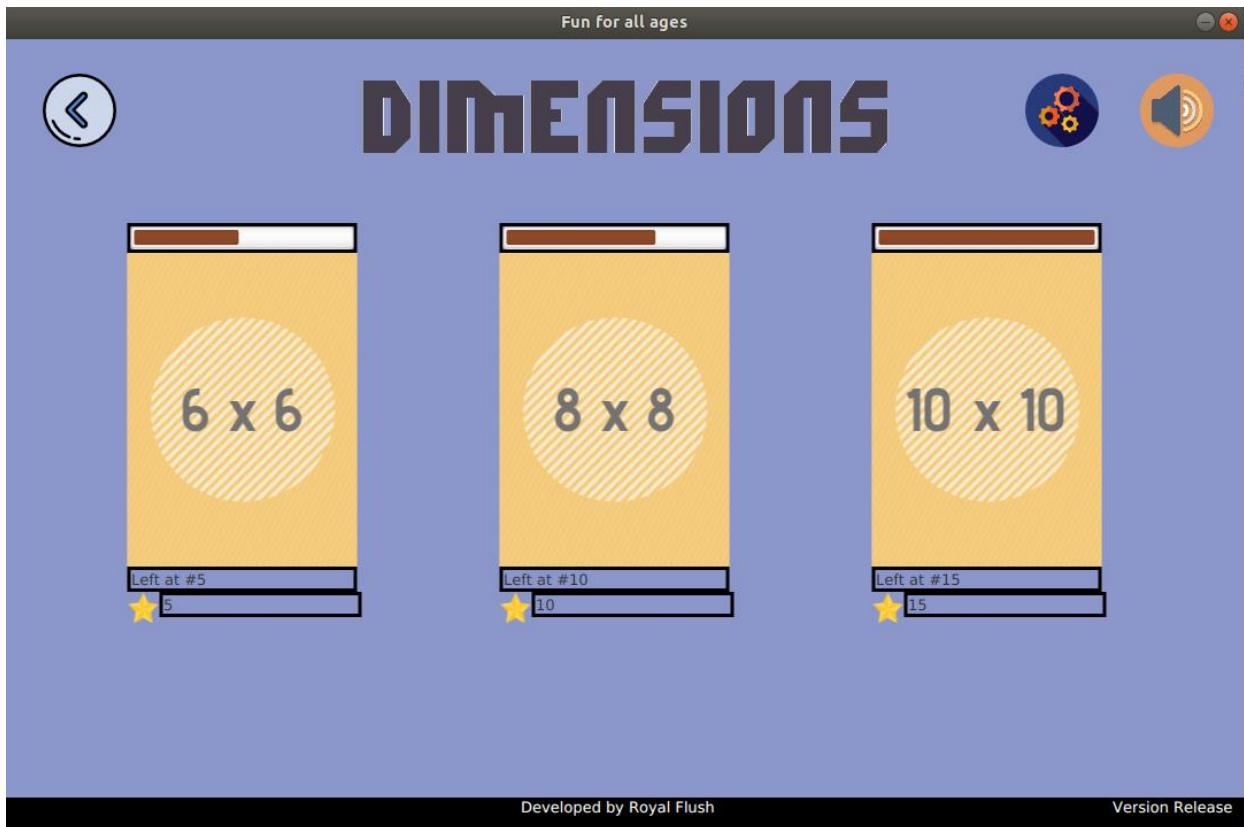 Fun for all ages
DIMENSIONS
6 x 6
8 x 8
10 x 10
Left at #5
Left at #10
Left at #15
5
10
15
Developed by Royal Flush
Version Release